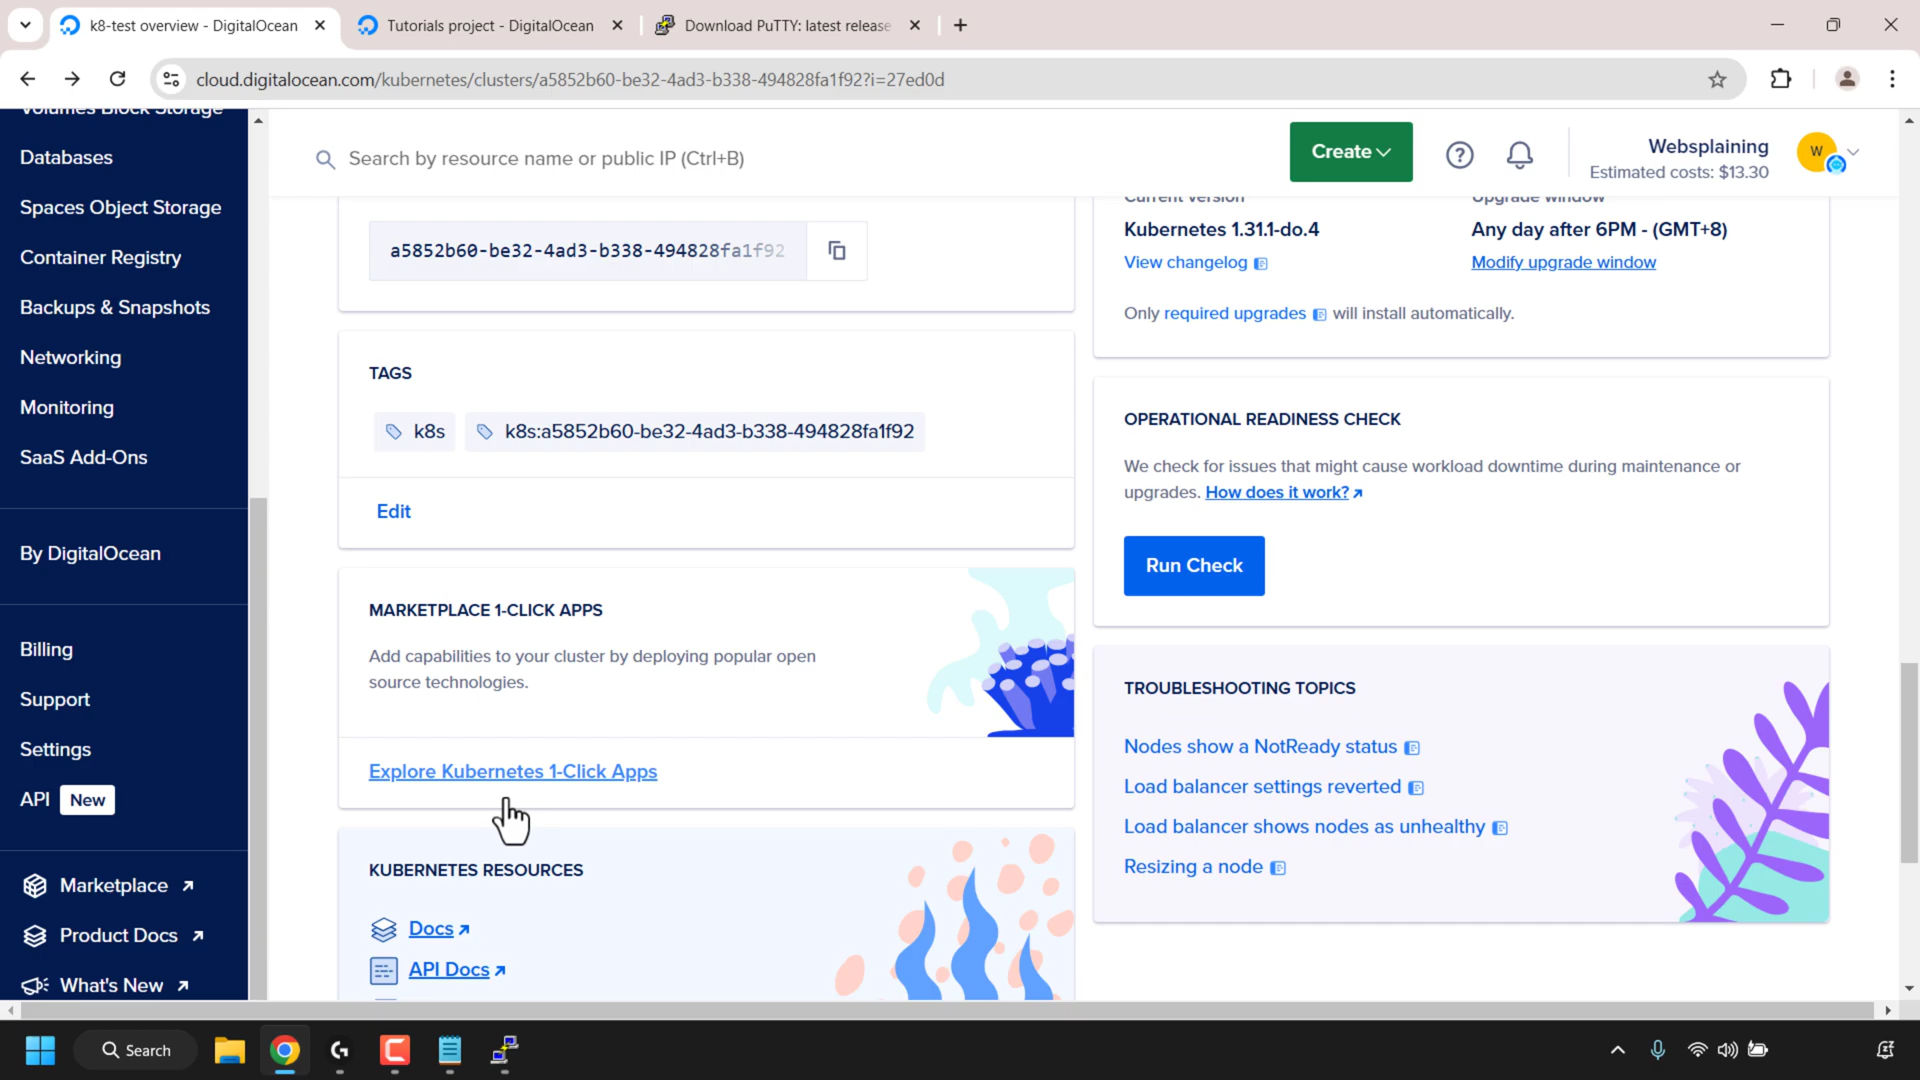 k8-test overview - DigitalOcean
Tutorials project - DigitalOcean
Download PuTTY: latest release
cloud.digitalocean.com/kubernetes/clusters/a5852b60-be32-4ad3-b338-494828fa1f92?i=27ed0d
Volumes Block Storage
Databases
Spaces Object Storage
Container Registry
Backups & Snapshots
Networking
Monitoring
SaaS Add-Ons
By DigitalOcean
Billing
Support
Settings
API New
Marketplace
Product Docs
What's New
Search by resource name or public IP (Ctrl+B)
Create
Websplaining
Estimated costs: $13.30
W
a5852b60-be32-4ad3-b338-494828fa1f92
TAGS
k8s
k8s:a5852b60-be32-4ad3-b338-494828fa1f92
Edit
MARKETPLACE 1-CLICK APPS
Add capabilities to your cluster by deploying popular open
source technologies.
Explore Kubernetes 1-Click Apps
KUBERNETES RESOURCES
Docs
API Docs
Current version
Kubernetes 1.31.1-do.4
View changelog
Upgrade window
Any day after 6PM - (GMT+8)
Modify upgrade window
Only required upgrades will install automatically.
OPERATIONAL READINESS CHECK
We check for issues that might cause workload downtime during maintenance or
upgrades. How does it work?
Run Check
TROUBLESHOOTING TOPICS
Nodes show a NotReady status
Load balancer settings reverted
Load balancer shows nodes as unhealthy
Resizing a node
Search